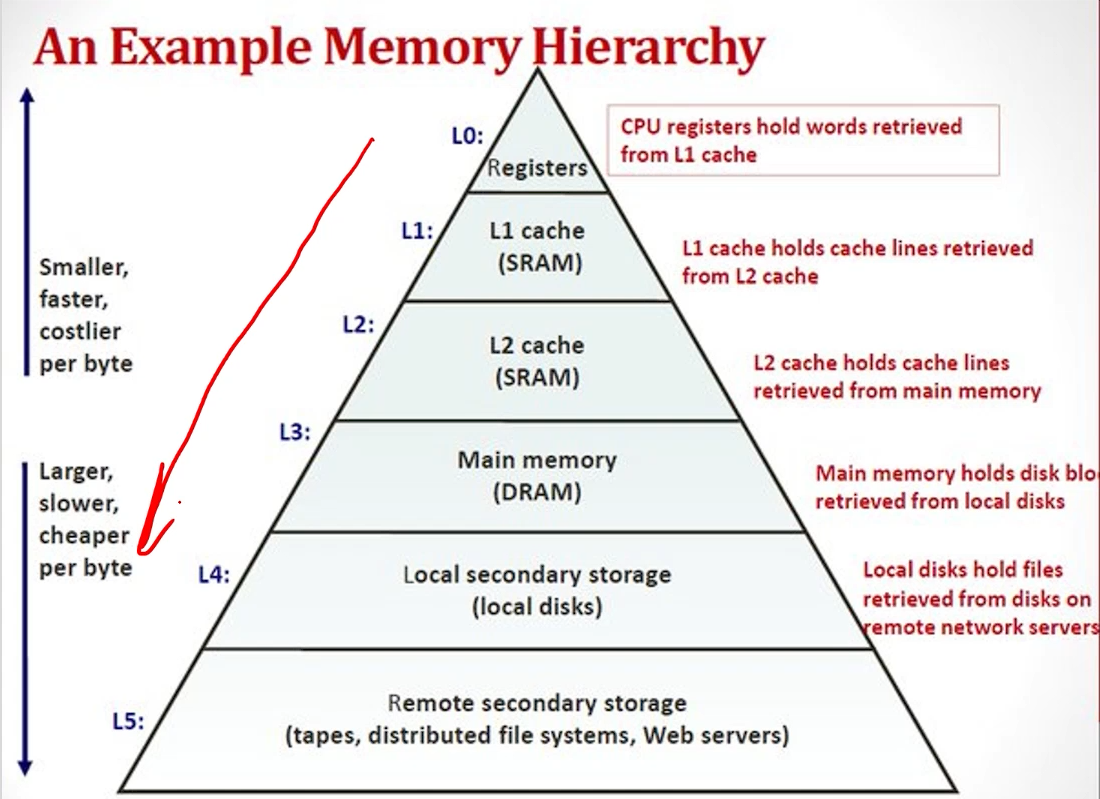 An Example Memory Hierarchy
L0:
Registers
CPU registers hold words retrieved
from L1 cache
L1:
L1 cache
(SRAM)
L1 cache holds cache lines retrieved
from L2 cache
Smaller,
faster,
costlier
per byte
L2:
L2 cache
(SRAM)
L2 cache holds cache lines
retrieved from main memory
L3:
Main memory
(DRAM)
Main memory holds disk blo
retrieved from local disks
Larger,
slower,
cheaper
per byte
L4:
Local secondary storage
(local disks)
Local disks hold files
retrieved from disks on
remote network servers
L5:
Remote secondary storage
(tapes, distributed file systems, Web servers)